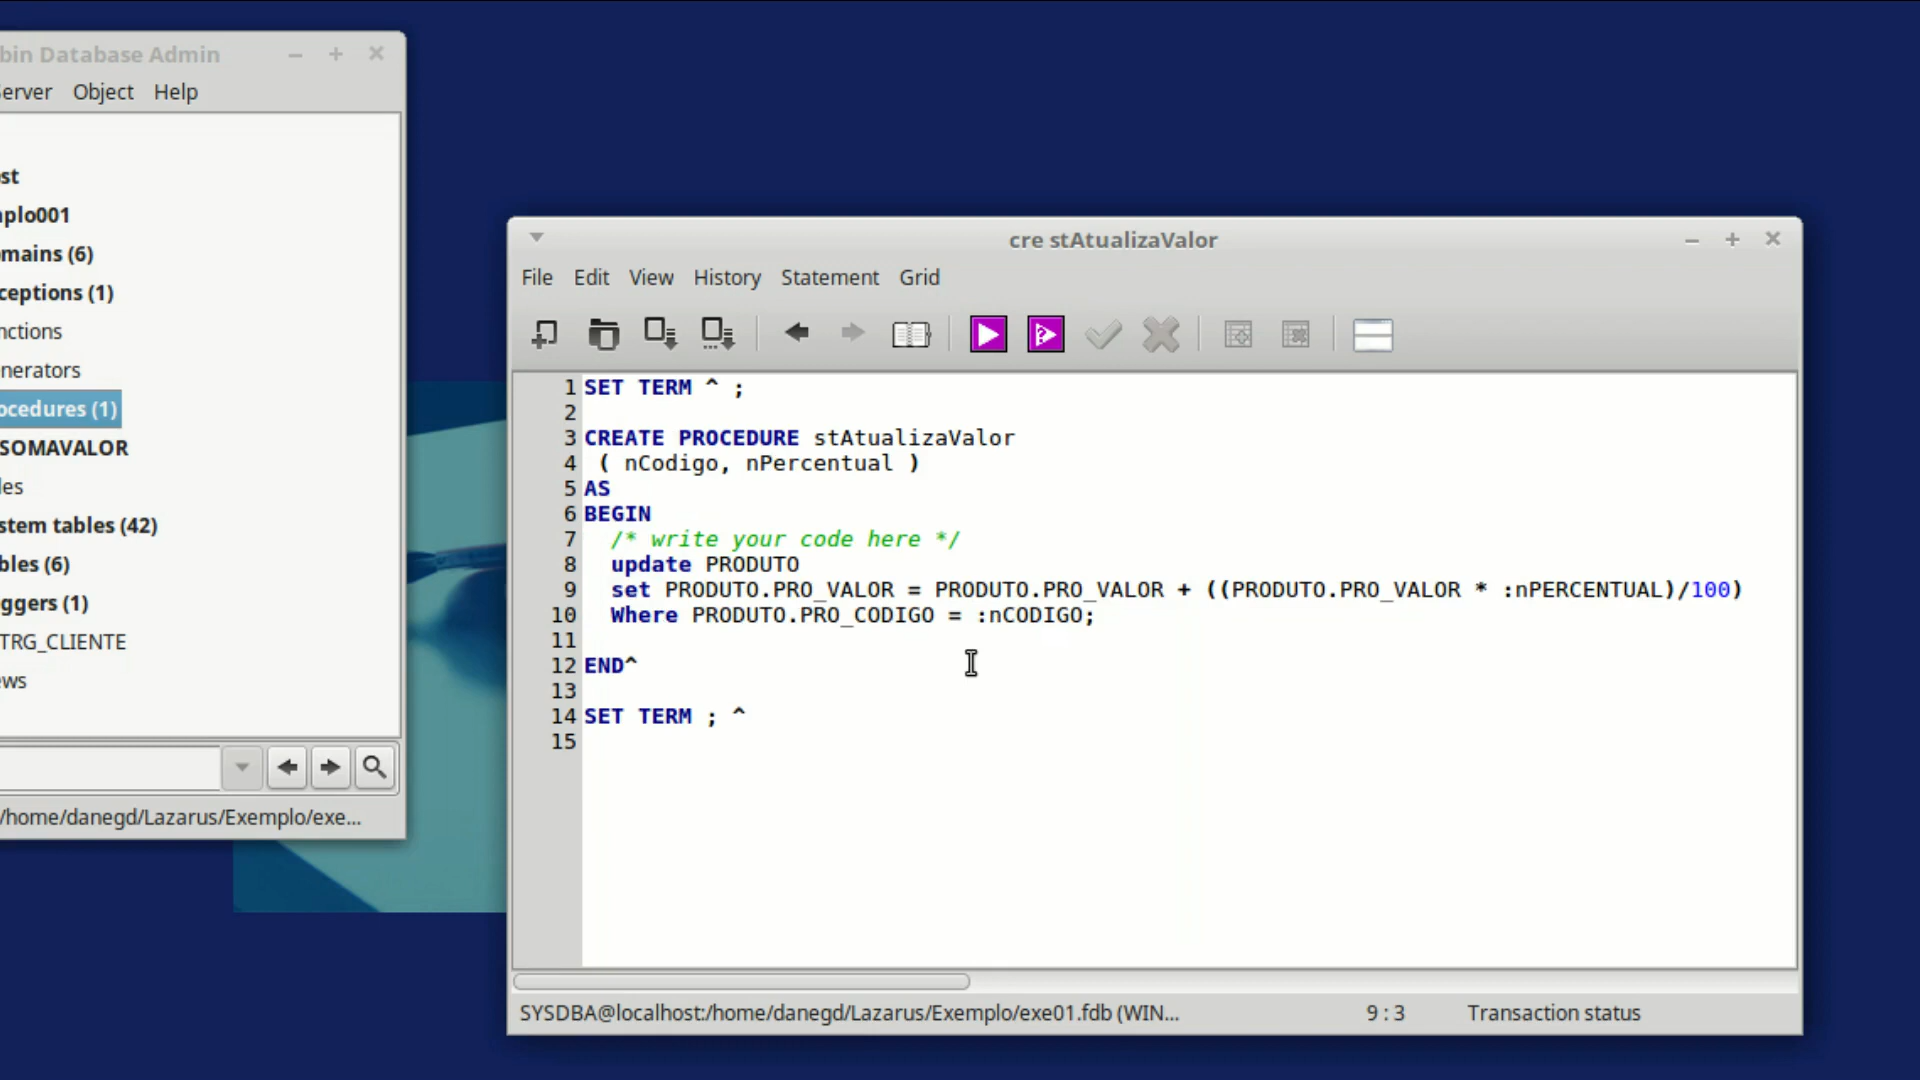 bin Database Admin
Server Object Help
st
mplo001
mains (6)
ceptions (1)
nctions
nerators
ocedures (1)
SOMAVALOR
les
stem tables (42)
bles (6)
ggers (1)
TRG_CLIENTE
ews
/home/danegd/Lazarus/Exemplo/exe...
cre stAtualizaValor
File Edit View History Statement Grid
1 SET TERM ^ ;
2
3 CREATE PROCEDURE stAtualizaValor
4 ( nCodigo, nPercentual )
5 AS
6 BEGIN
7 /* write your code here */
8 update PRODUTO
9 set PRODUTO.PRO_VALOR = PRODUTO.PRO_VALOR + ((PRODUTO.PRO_VALOR * :nPERCENTUAL)/100)
10 Where PRODUTO.PRO_CODIGO = :nCODIGO;
11
12 END^
13
14 SET TERM ; ^
15
SYSDBA@localhost:/home/danegd/Lazarus/Exemplo/exe01.fdb (WIN... 9 : 3 Transaction status